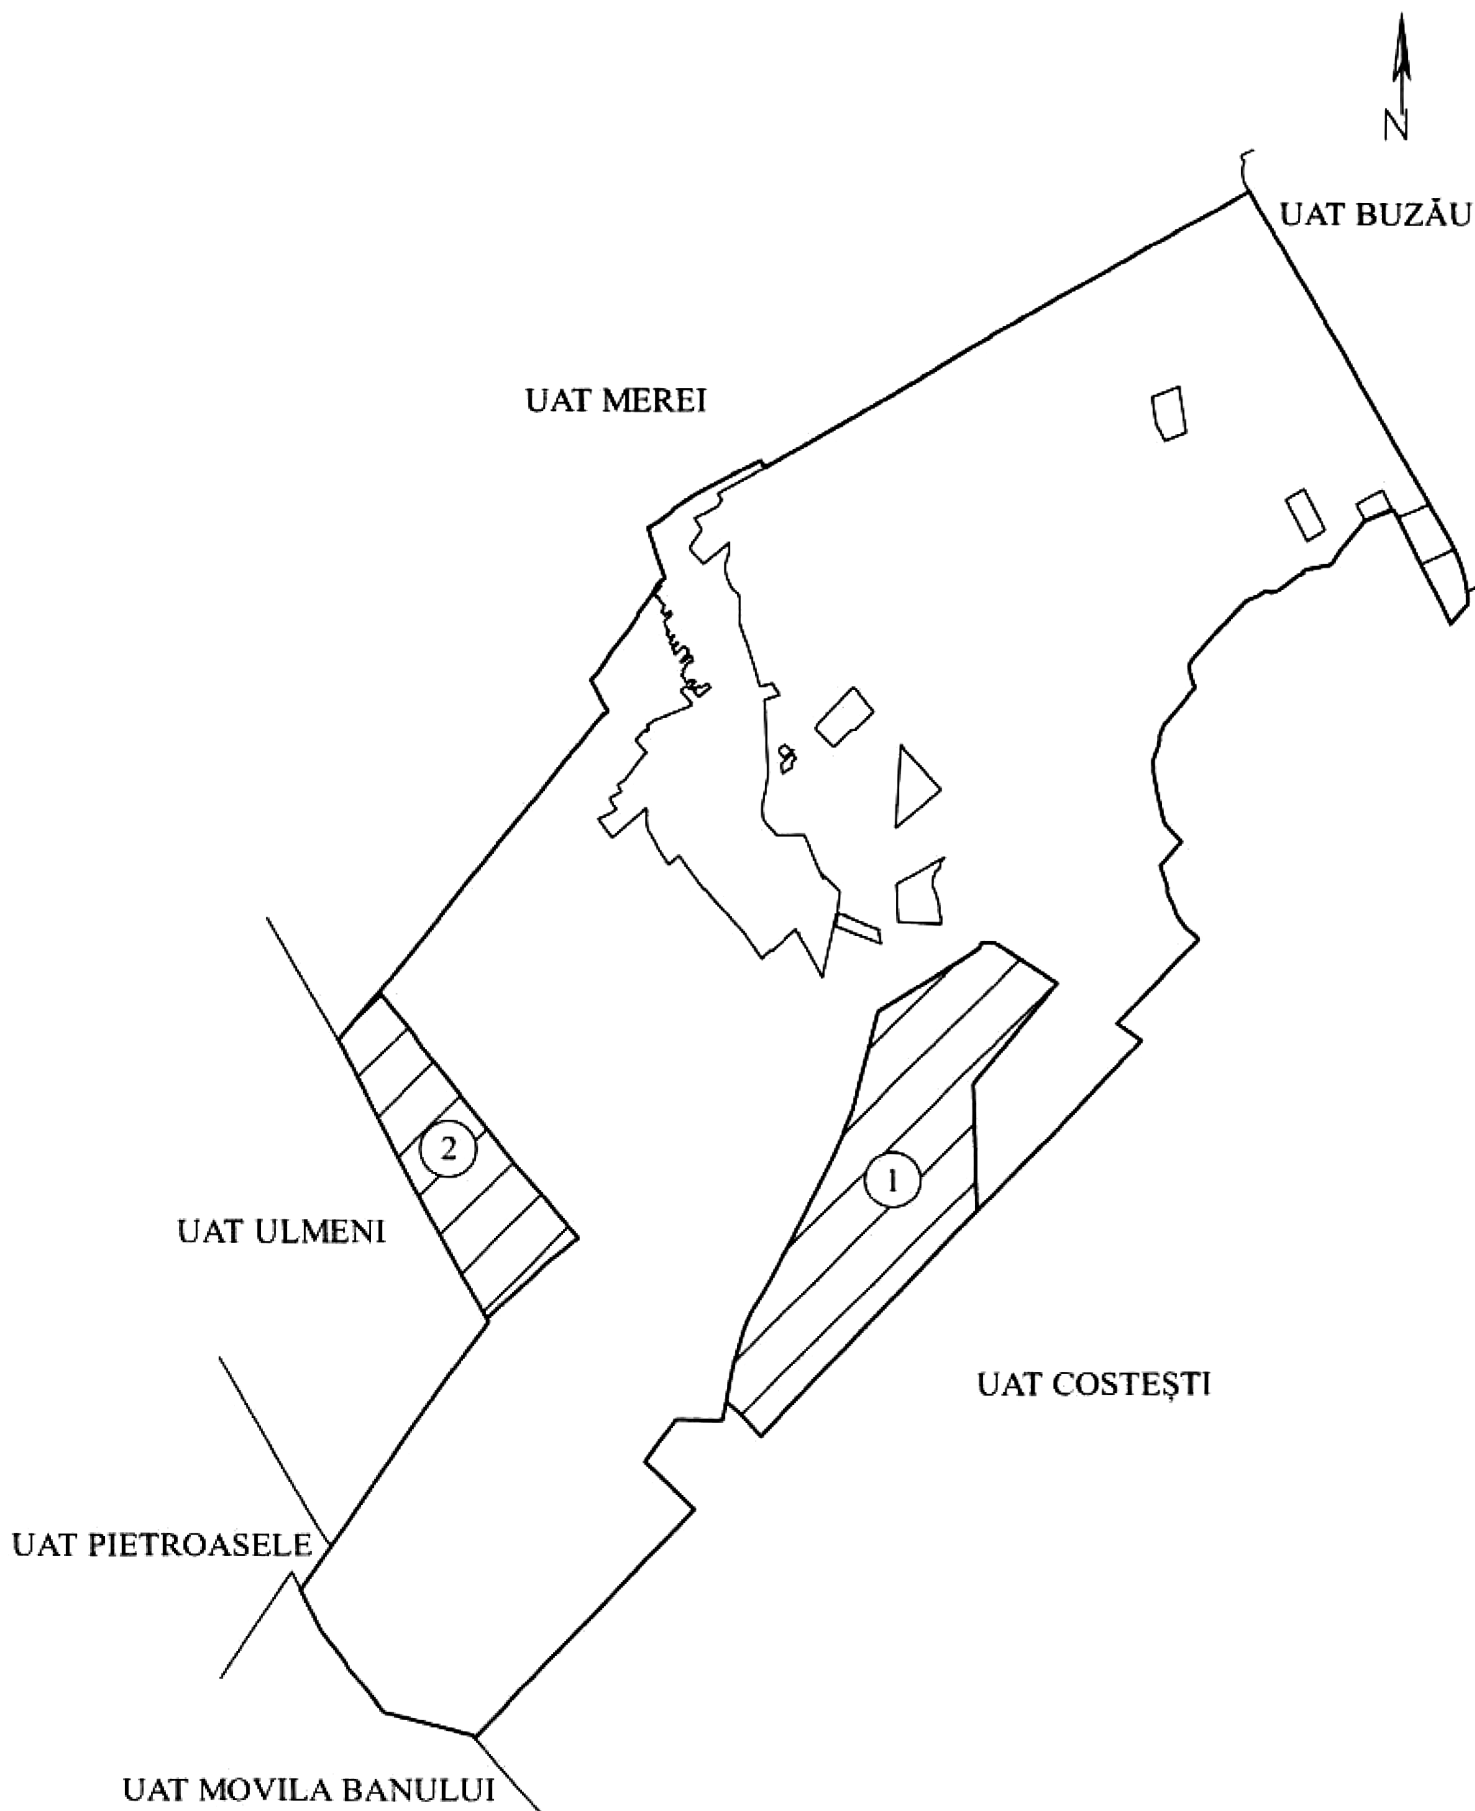 N
UAT BUZĂU
UAT MEREI
2
1
UAT ULMENI
UAT COSTEȘTI
UAT PIETROASELE
UAT MOVILA BANULUI